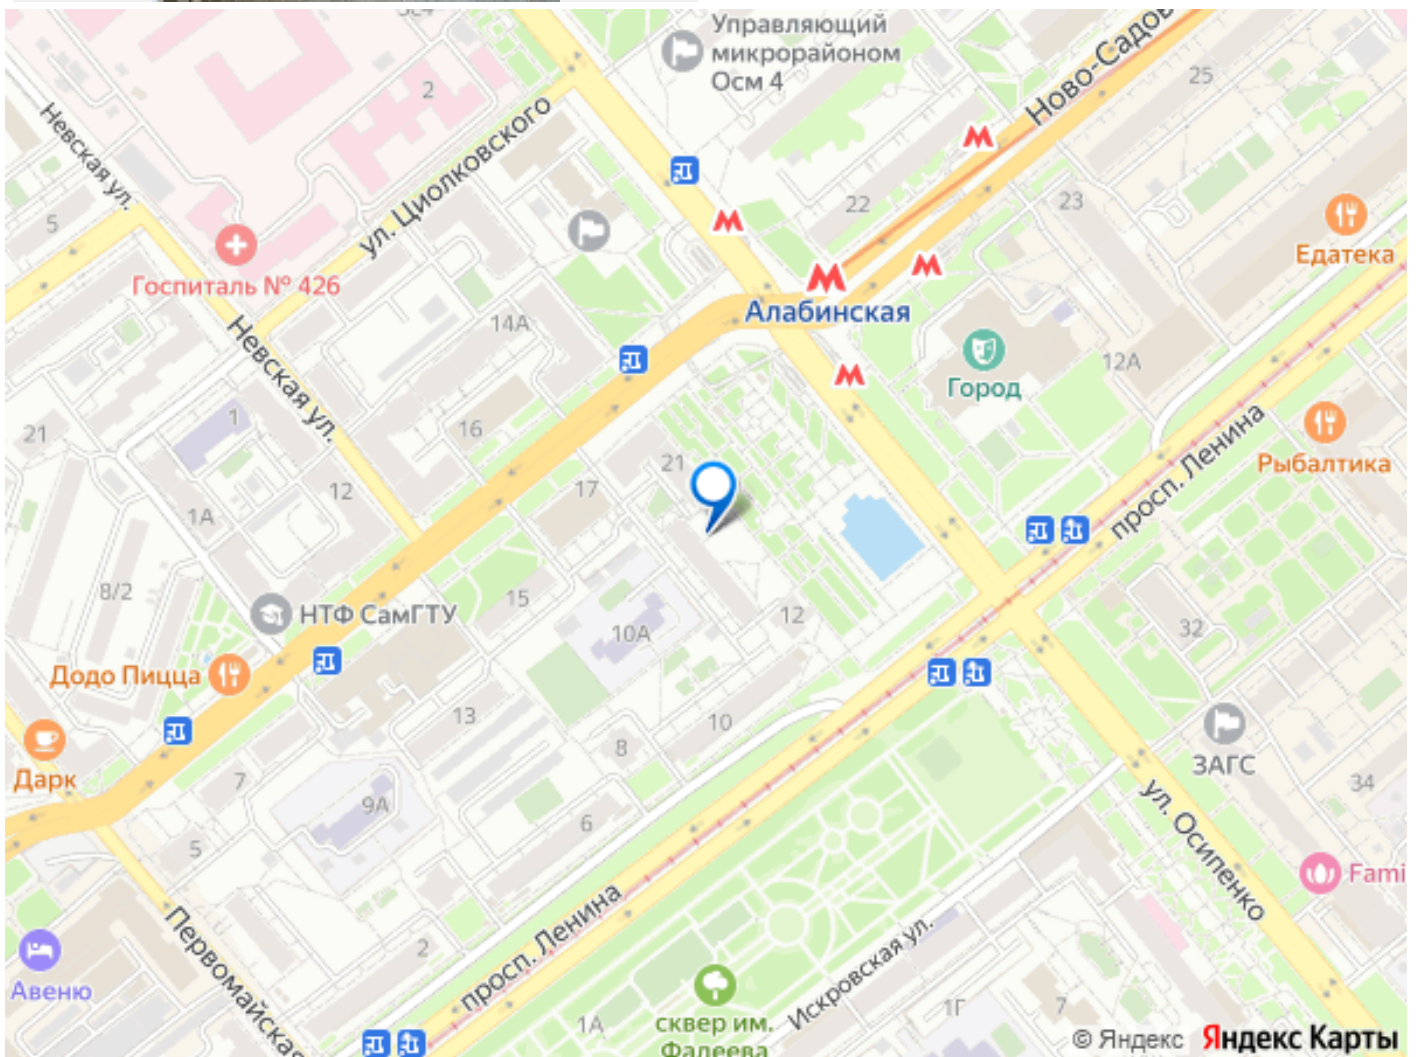 Управляющий
микрорайоном
Осм 4
2
Ново-Садов
25
Невская ул.
ул. Циолковского
5
22
23
Едатека
Госпиталь № 426
Алабинская
14А
Невская ул.
Город
12А
1
16
21
Рыбалтика
21
просп. Ленина
12
17
1А
8/2
15
НТФ СамГТУ
10А
12
32
Додо Пицца
13
10
8
ЗАГС
Дарк
7
9А
34
6
ул. Осипенко
5
Fami
Первомайская
просп. Ленина
2
Искровская ул.
Авеню
1А
сквер им.
Фадеева
1Г
7
© Яндекс Яндекс Карты